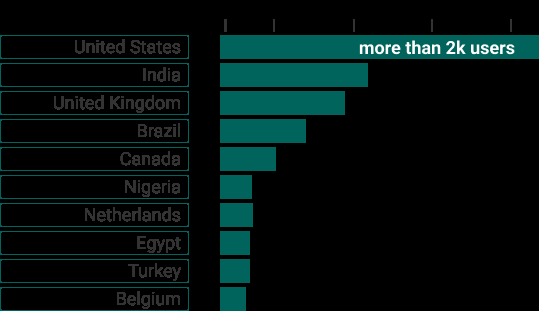 United States
more than 2k users
India
United Kingdom
Brazil
Canada
Nigeria
Netherlands
Egypt
Turkey
Belgium